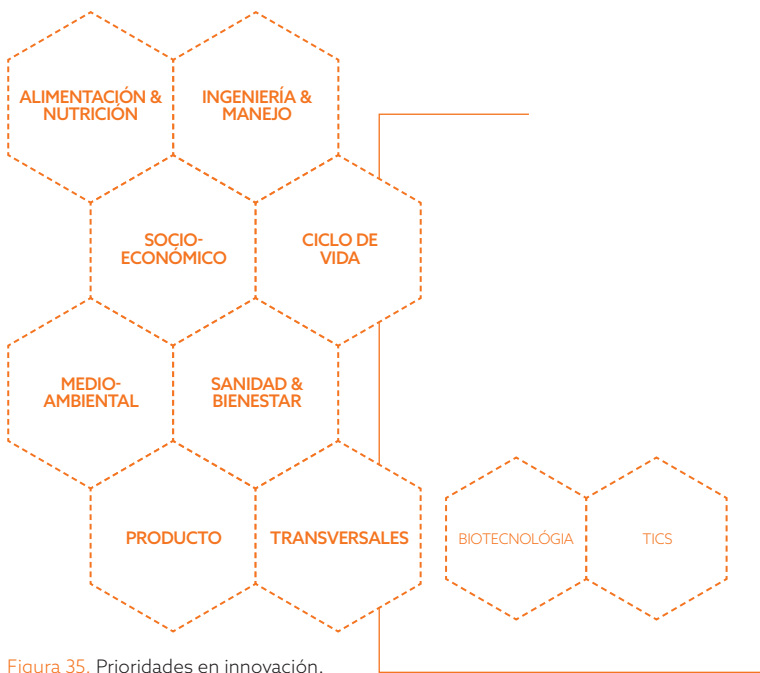 ALIMENTACIÓN &
NUTRICIÓN
INGENIERÍA &
MANEJO
SOCIO-
ECONÓMICO
CICLO DE
VIDA
MEDIO-
AMBIENTAL
SANIDAD &
BIENESTAR
PRODUCTO
TRANSVERSALES
BIOTECNOLÓGIA
TICS
Figura 35. Prioridades en innovación.